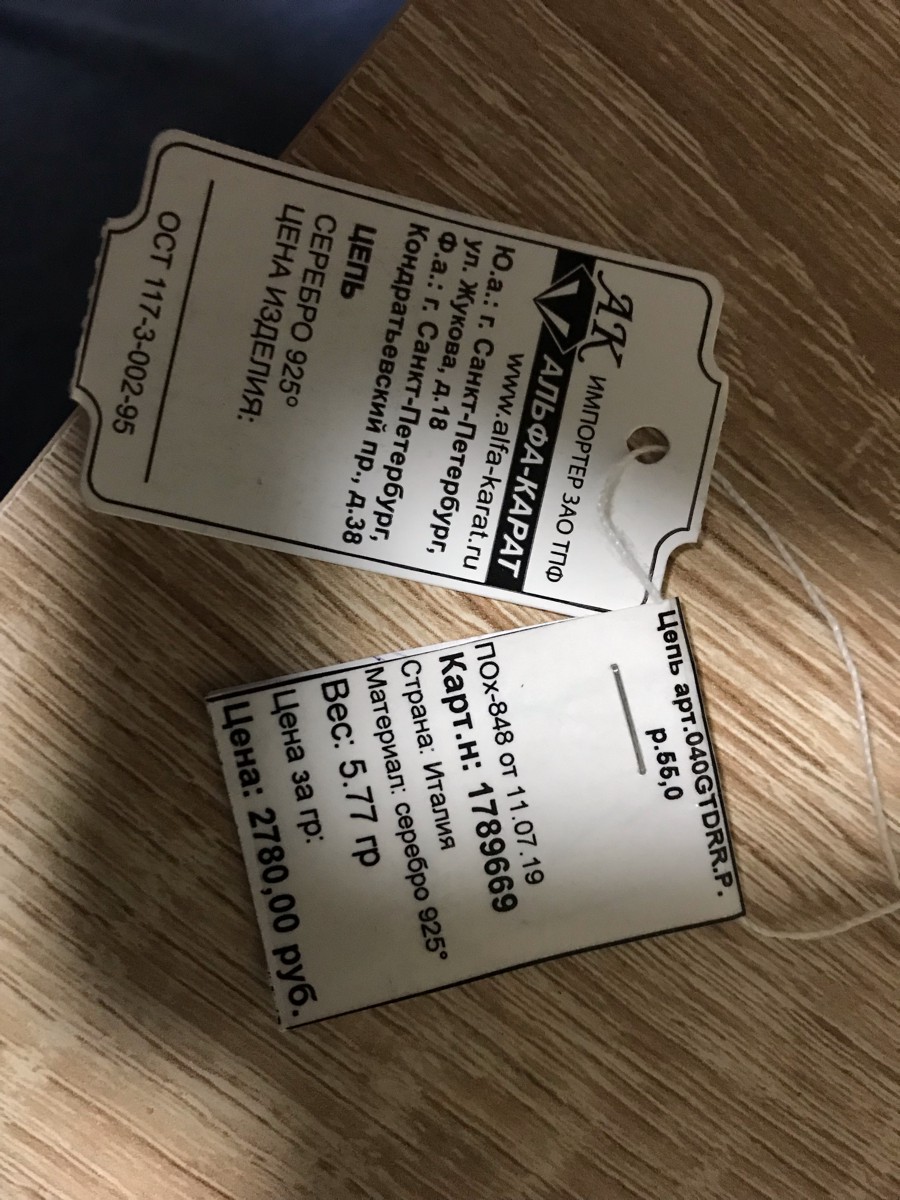 АК ИМПОРТЕР ЗАО ТПФ
АЛЬФА-КАРАТ
www.alfa-karat.ru
Ю.а.: г. Санкт-Петербург,
ул. Жукова, д.18
Ф.а.: г. Санкт-Петербург,
Кондратьевский пр., д.38
ЦЕПЬ
СЕРЕБРО 925°
ЦЕНА ИЗДЕЛИЯ:
ОСТ 117-3-002-95
Цепь арт.040GTDRR.P.
р.55,0
ПОх-848 от 11.07.19
Карт.н: 1789669
Страна: Италия
Материал: серебро 925°
Вес: 5.77 гр
Цена за гр:
Цена: 2780,00 руб.